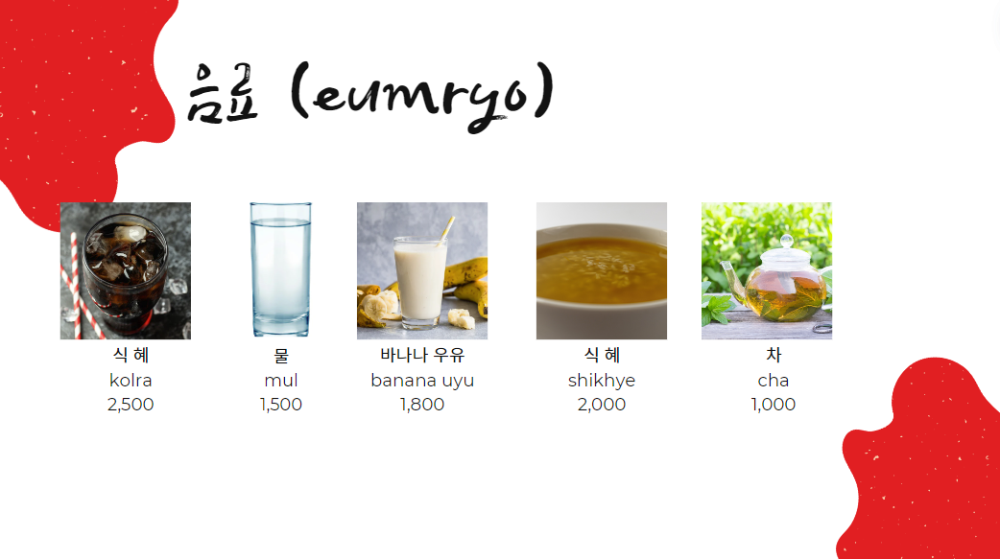 음료 (eumryo)
식 혜
kolra
2,500
물
mul
1,500
바나나 우유
banana uyu
1,800
식 혜
shikhye
2,000
차
cha
1,000